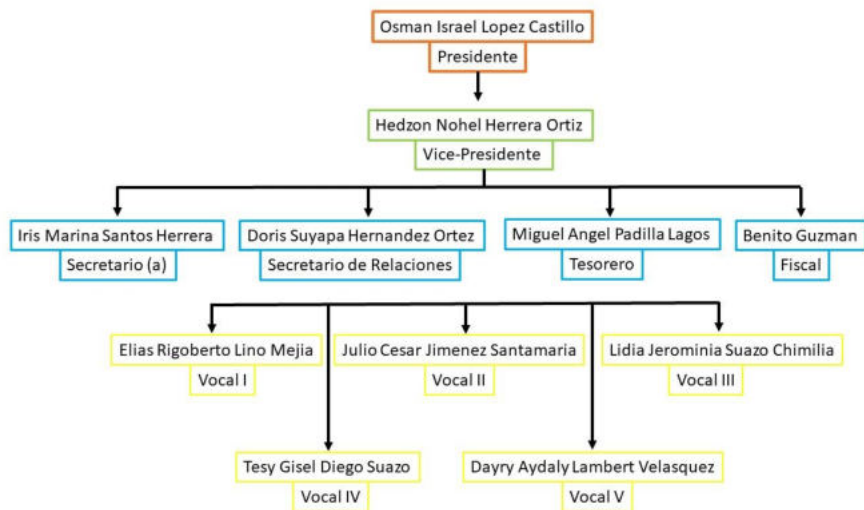 Osman Israel Lopez Castillo
Presidente
Hedzon Nohel Herrera Ortiz
Vice-Presidente
Iris Marina Santos Herrera
Secretario (a)
Doris Suyapa Hernandez Ortez
Secretario de Relaciones
Miguel Angel Padilla Lagos
Tesorero
Benito Guzman
Fiscal
Elias Rigoberto Lino Mejia
Vocal I
Julio Cesar Jimenez Santamaria
Vocal II
Lidia Jerominia Suazo Chimilia
Vocal III
Tesy Gisel Diego Suazo
Vocal IV
Dayry Aydaly Lambert Velasquez
Vocal V